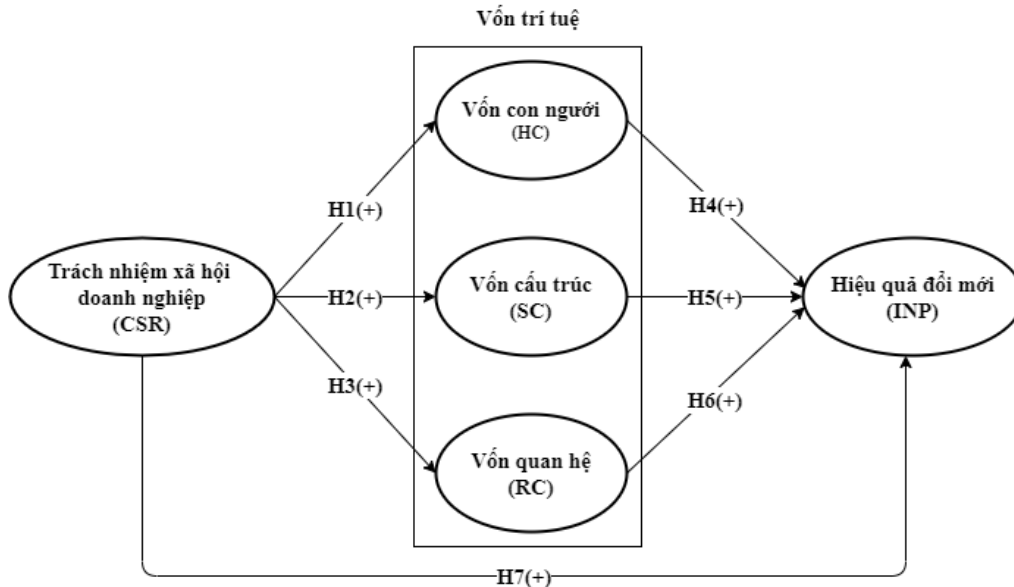 Vốn trí tuệ
Vốn con người
(HC)
H1(+)
H4(+)
Trách nhiệm xã hội
doanh nghiệp
(CSR)
H2(+)
Vốn cấu trúc
(SC)
H5(+)
Hiệu quả đổi mới
(INP)
H3(+)
H6(+)
Vốn quan hệ
(RC)
H7(+)